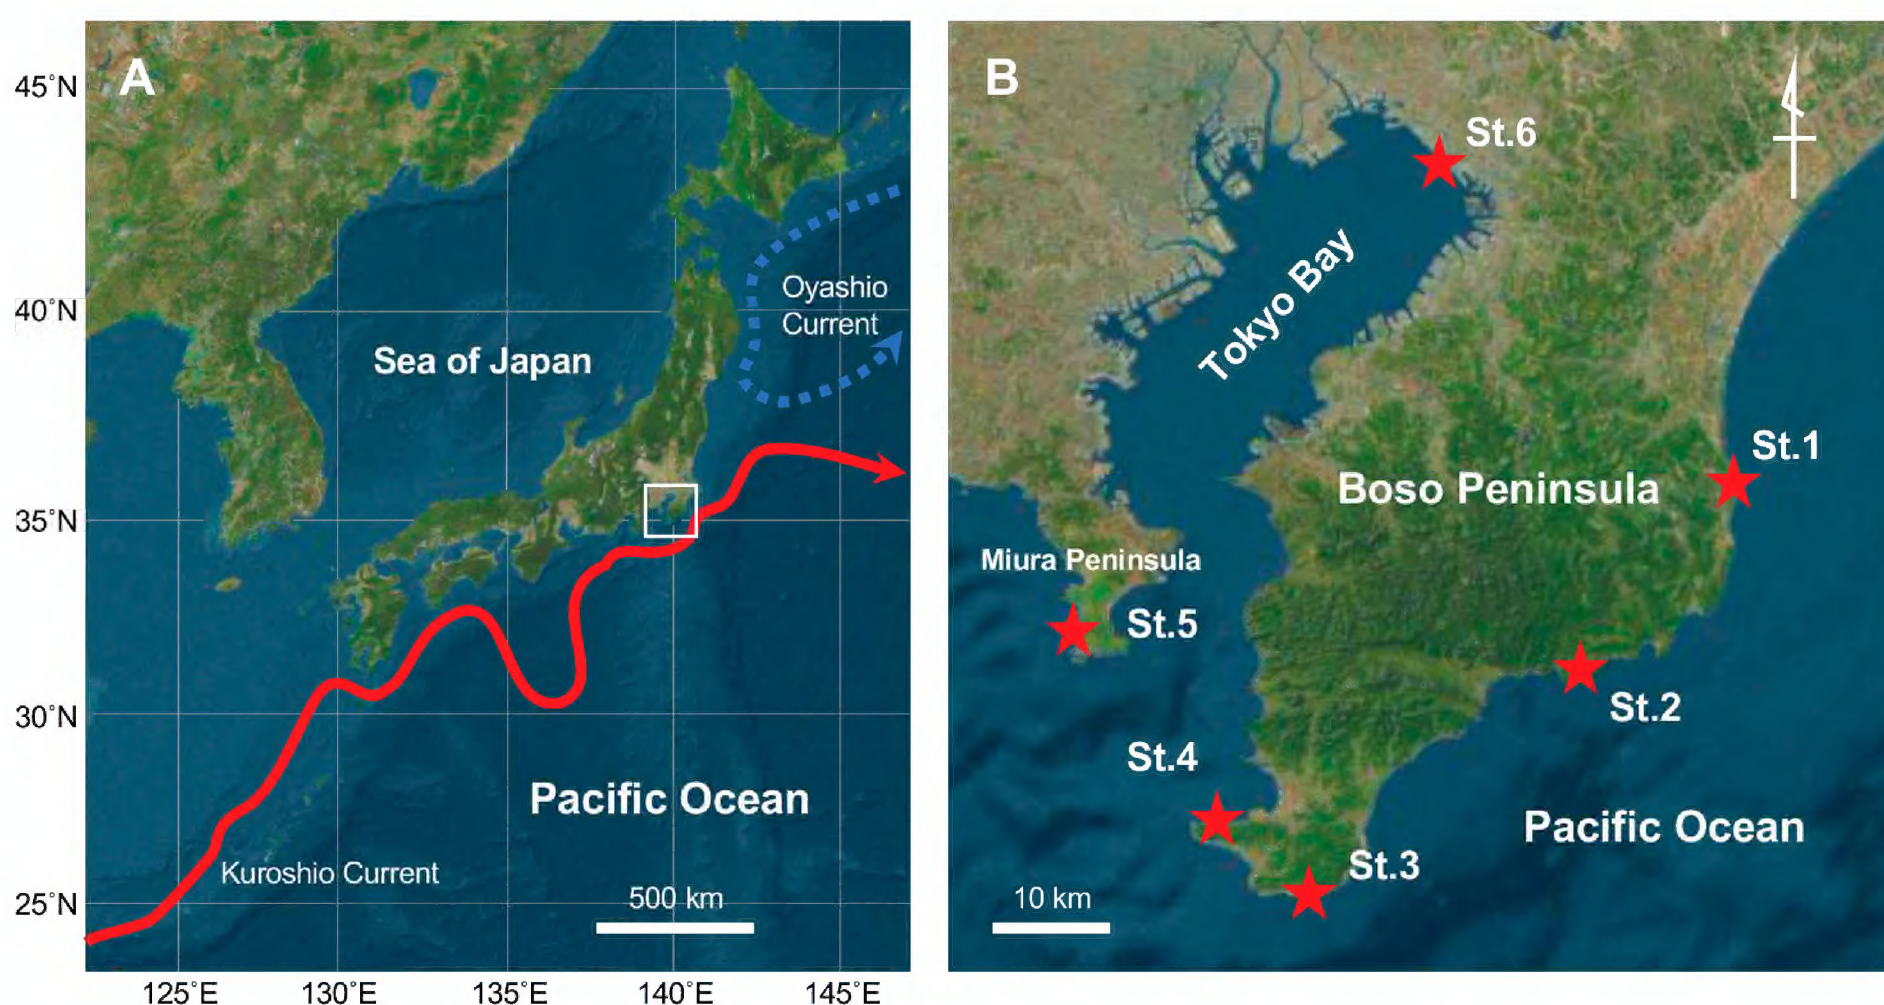 A
45°N
40°N
35°N
30°N
25°N
125°E
130°E
135°E
140°E
145°E
Oyashio
Current
Sea of Japan
Pacific Ocean
Kuroshio Current
500 km
B
St.6
Tokyo Bay
St.1
Boso Peninsula
Miura Peninsula
St.5
St.2
St.4
Pacific Ocean
St.3
10 km